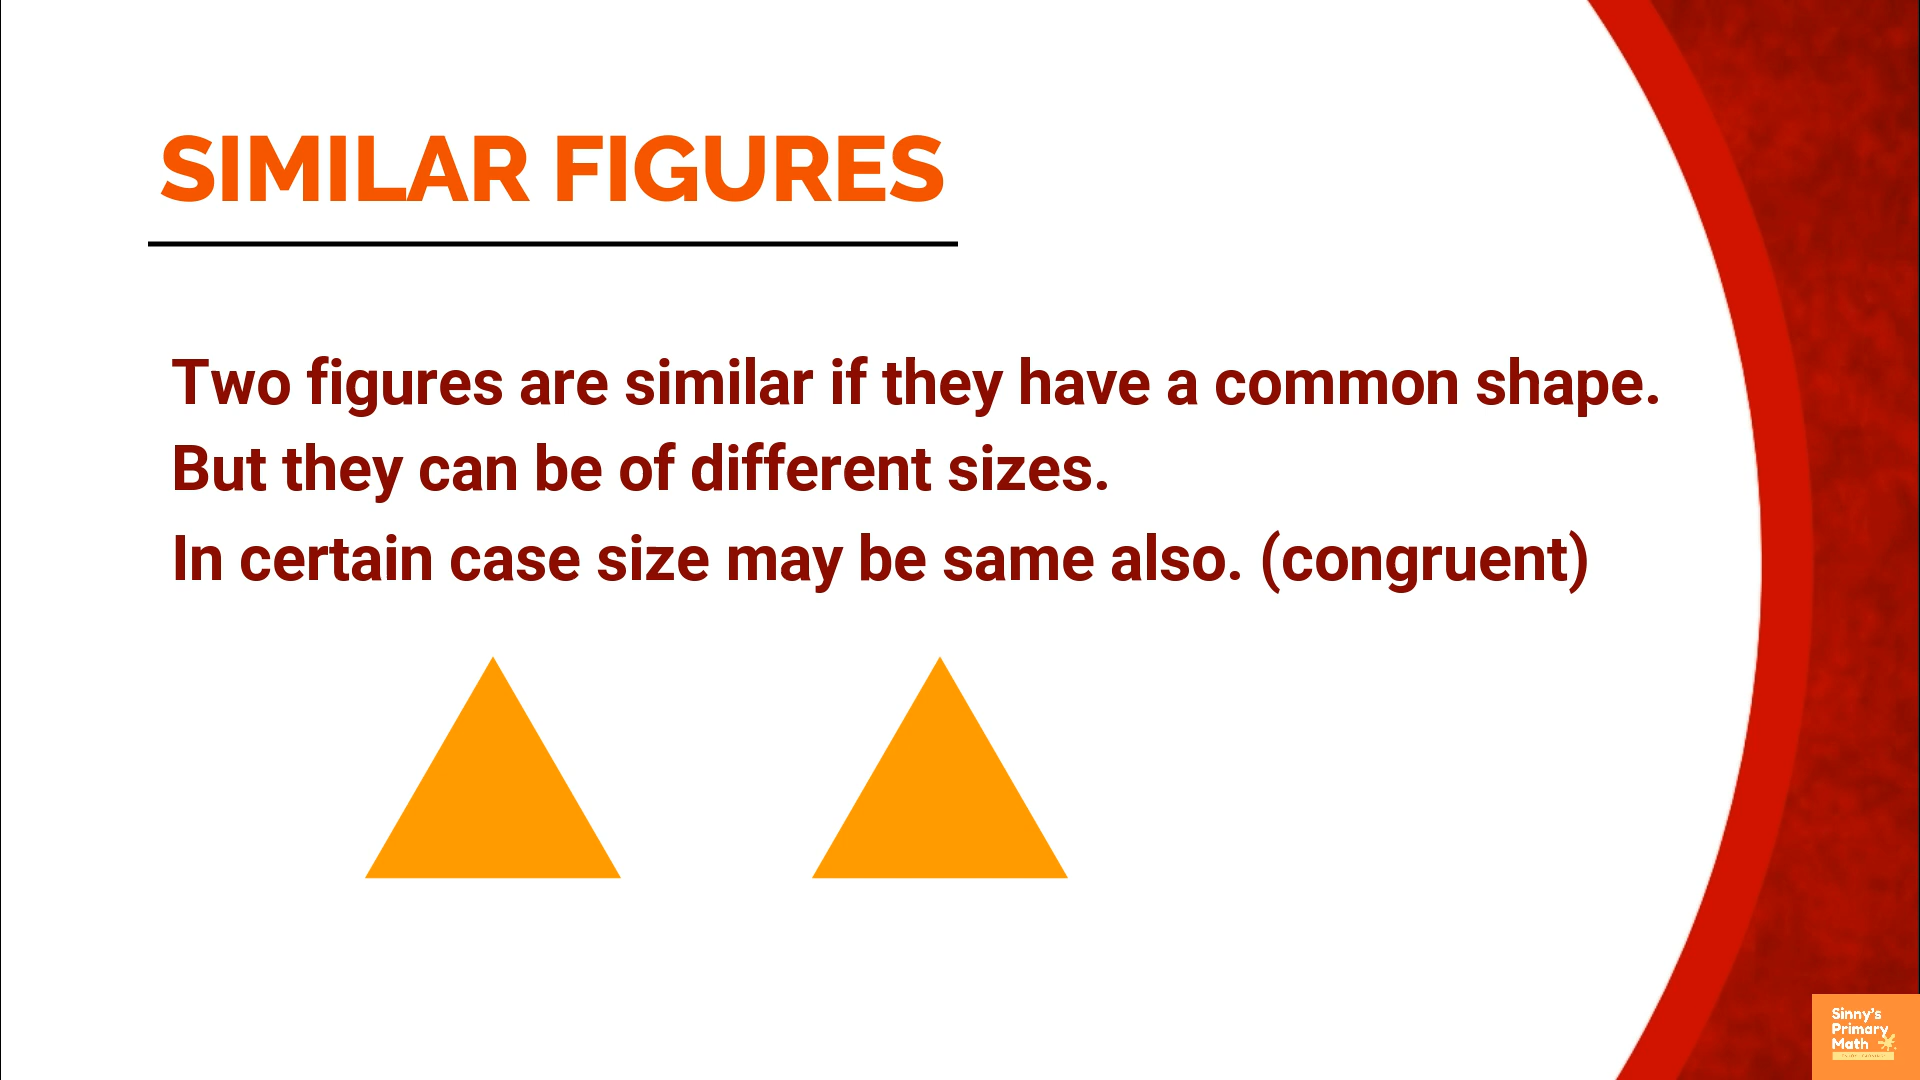 SIMILAR FIGURES
Two figures are similar if they have a common shape.
But they can be of different sizes.
In certain case size may be same also. (congruent)
Sinny's
Primary
Math